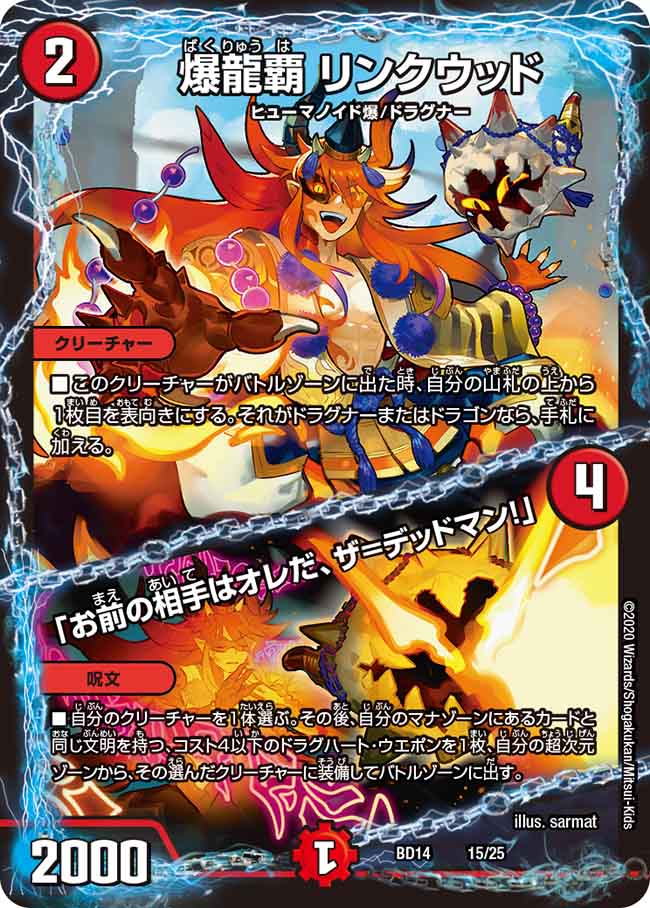 2
爆龍覇 リンクウッド
ばくりゅうは
ヒューマノイド爆/ドラグナー
クリーチャー
■このクリーチャーがバトルゾーンに出た時、自分の山札の上から
1枚目を表向きにする。それがドラグナーまたはドラゴンなら、手札に
加える。
4
「お前の相手はオレだ、ザ=デッドマン!」
呪文
■自分のクリーチャーを1体選ぶ。その後、自分のマナゾーンにあるカードと
同じ文明を持つ、コスト4以下のドラグハート・ウエポンを1枚、自分の超次元
ゾーンから、その選んだクリーチャーに装備してバトルゾーンに出す。
©2020 Wizards/Shogakukan/Mitsui-Kids
illus. sarmat
2000
1
BD14 15/25